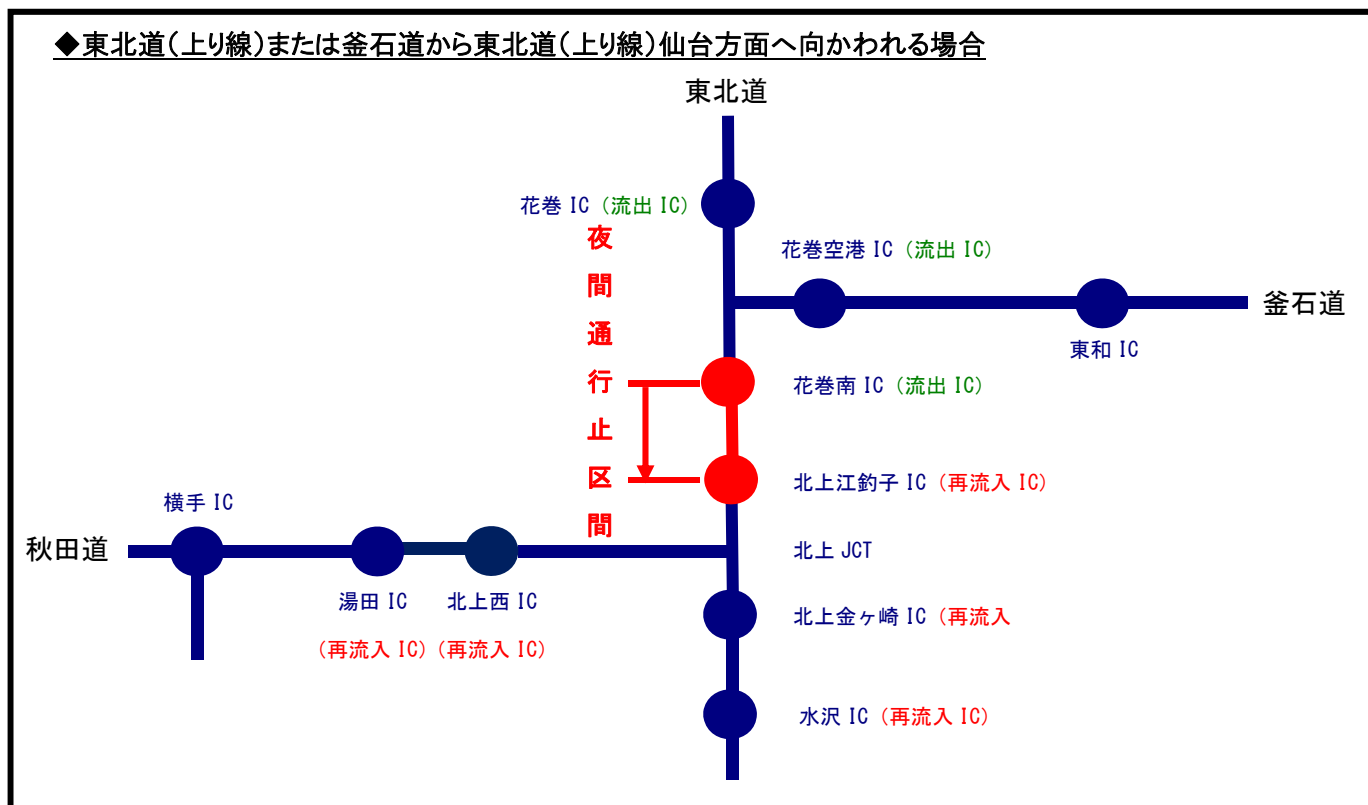 ◆東北道(上り線)または釜石道から東北道(上り線)仙台方面へ向かわれる場合
東北道
花巻 IC (流出 IC)
夜間通行止区間
花巻空港 IC (流出 IC)
釜石道
東和 IC
花巻南 IC (流出 IC)
北上江釣子 IC (再流入 IC)
横手 IC
秋田道
北上 JCT
湯田 IC
北上西 IC
(再流入 IC) (再流入 IC)
北上金ヶ崎 IC (再流入
水沢 IC (再流入 IC)